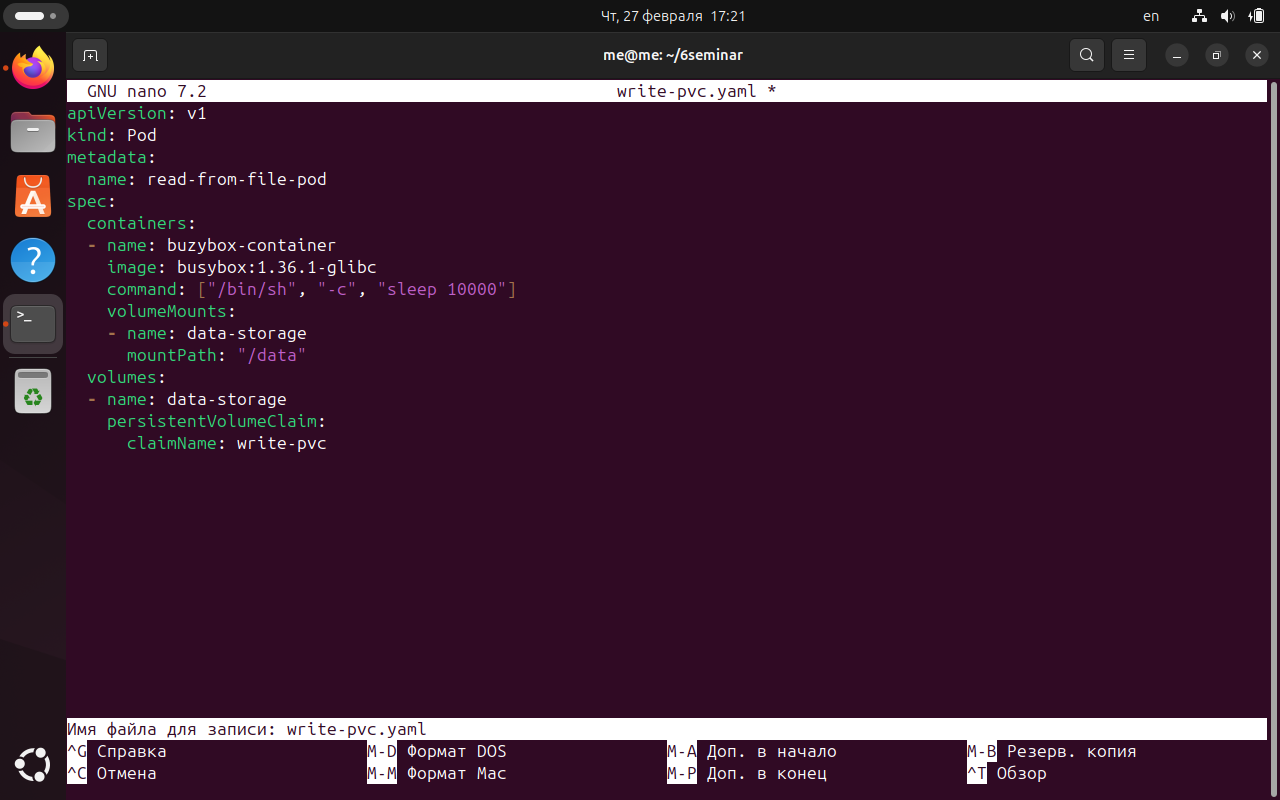 Чт, 27 февраля 17:21
en
me@me: ~/6seminar
GNU nano 7.2 write-pvc.yaml *
apiVersion: v1
kind: Pod
metadata:
  name: read-from-file-pod
spec:
  containers:
  - name: buzybox-container
    image: busybox:1.36.1-glibc
    command: ["/bin/sh", "-c", "sleep 10000"]
    volumeMounts:
    - name: data-storage
      mountPath: "/data"
  volumes:
  - name: data-storage
    persistentVolumeClaim:
      claimName: write-pvc
Имя файла для записи: write-pvc.yaml
^G Справка M-D Формат DOS M-A Доп. в начало M-B Резерв. копия
^C Отмена M-M Формат Mac M-P Доп. в конец ^T Обзор